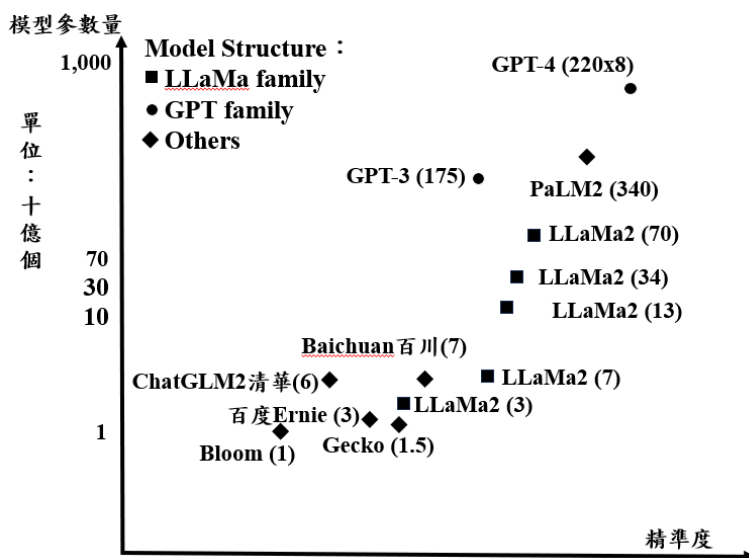 模型參數量
1,000
單位：十億個
70
30
10
1
Model Structure：
LLaMa family
GPT family
Others
GPT-4 (220x8)
GPT-3 (175)
PaLM2 (340)
LLaMa2 (70)
LLaMa2 (34)
LLaMa2 (13)
Baichuan百川(7)
ChatGLM2清華(6)
LLaMa2 (7)
LLaMa2 (3)
百度Ernie (3)
Gecko (1.5)
Bloom (1)
精準度